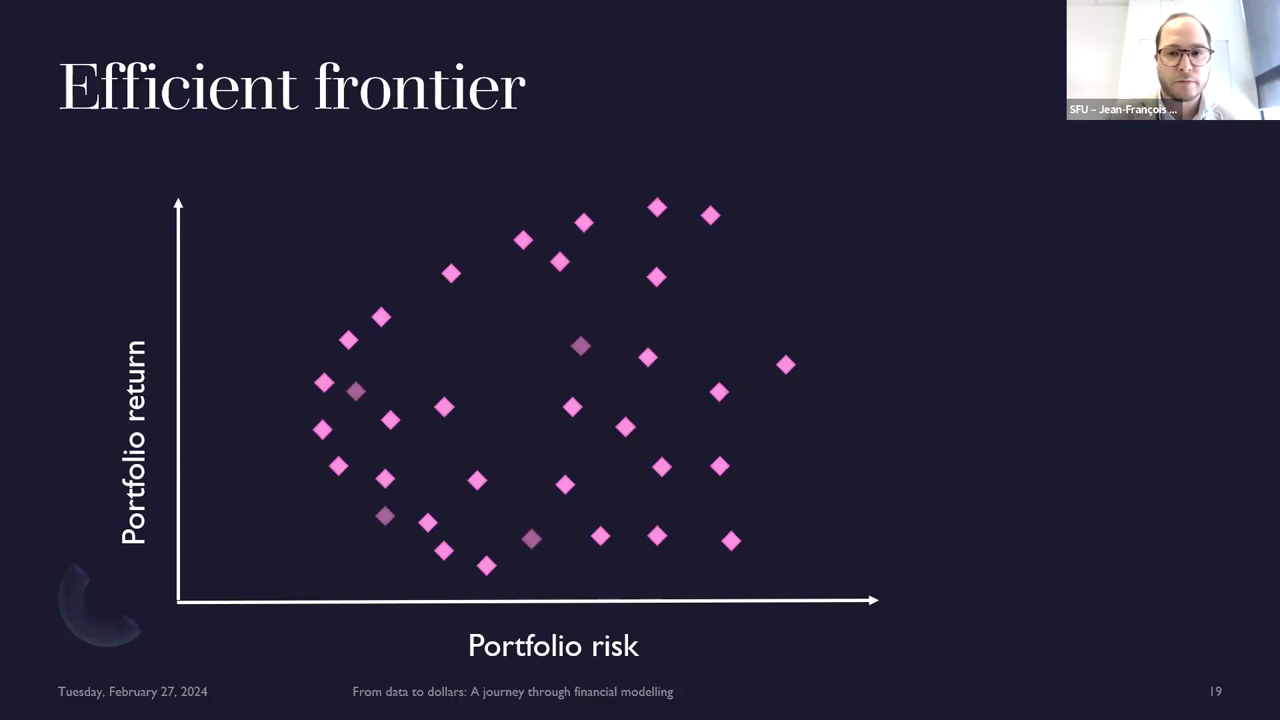 Efficient frontier
SFU – Jean-François ...
Portfolio return
Portfolio risk
Tuesday, February 27, 2024
From data to dollars: A journey through financial modelling
19